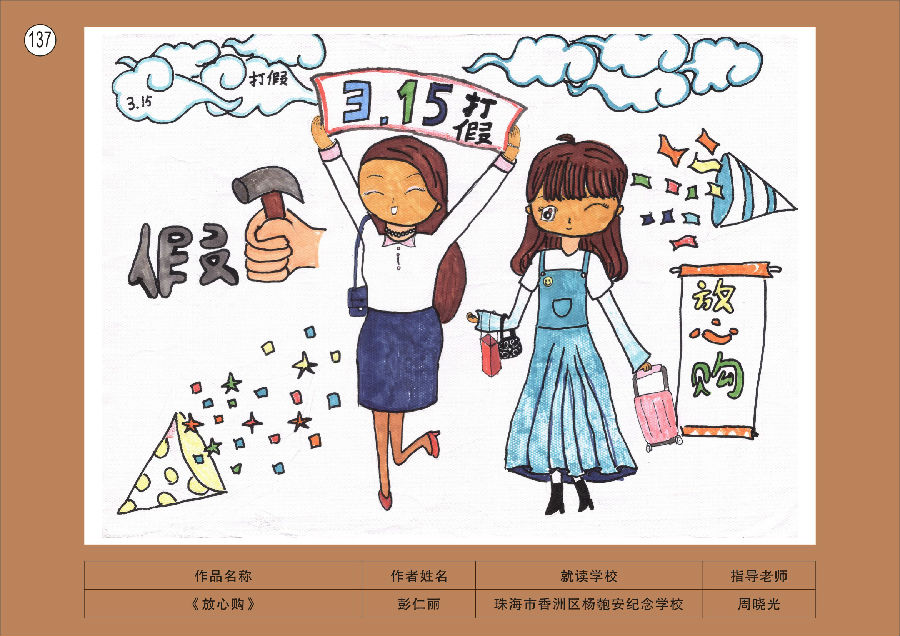 137
3.15
打假
3.15打假
假
放心购
作品名称 作者姓名 就读学校 指导老师
《放心购》 彭仁丽 珠海市香洲区杨匏安纪念学校 周晓光